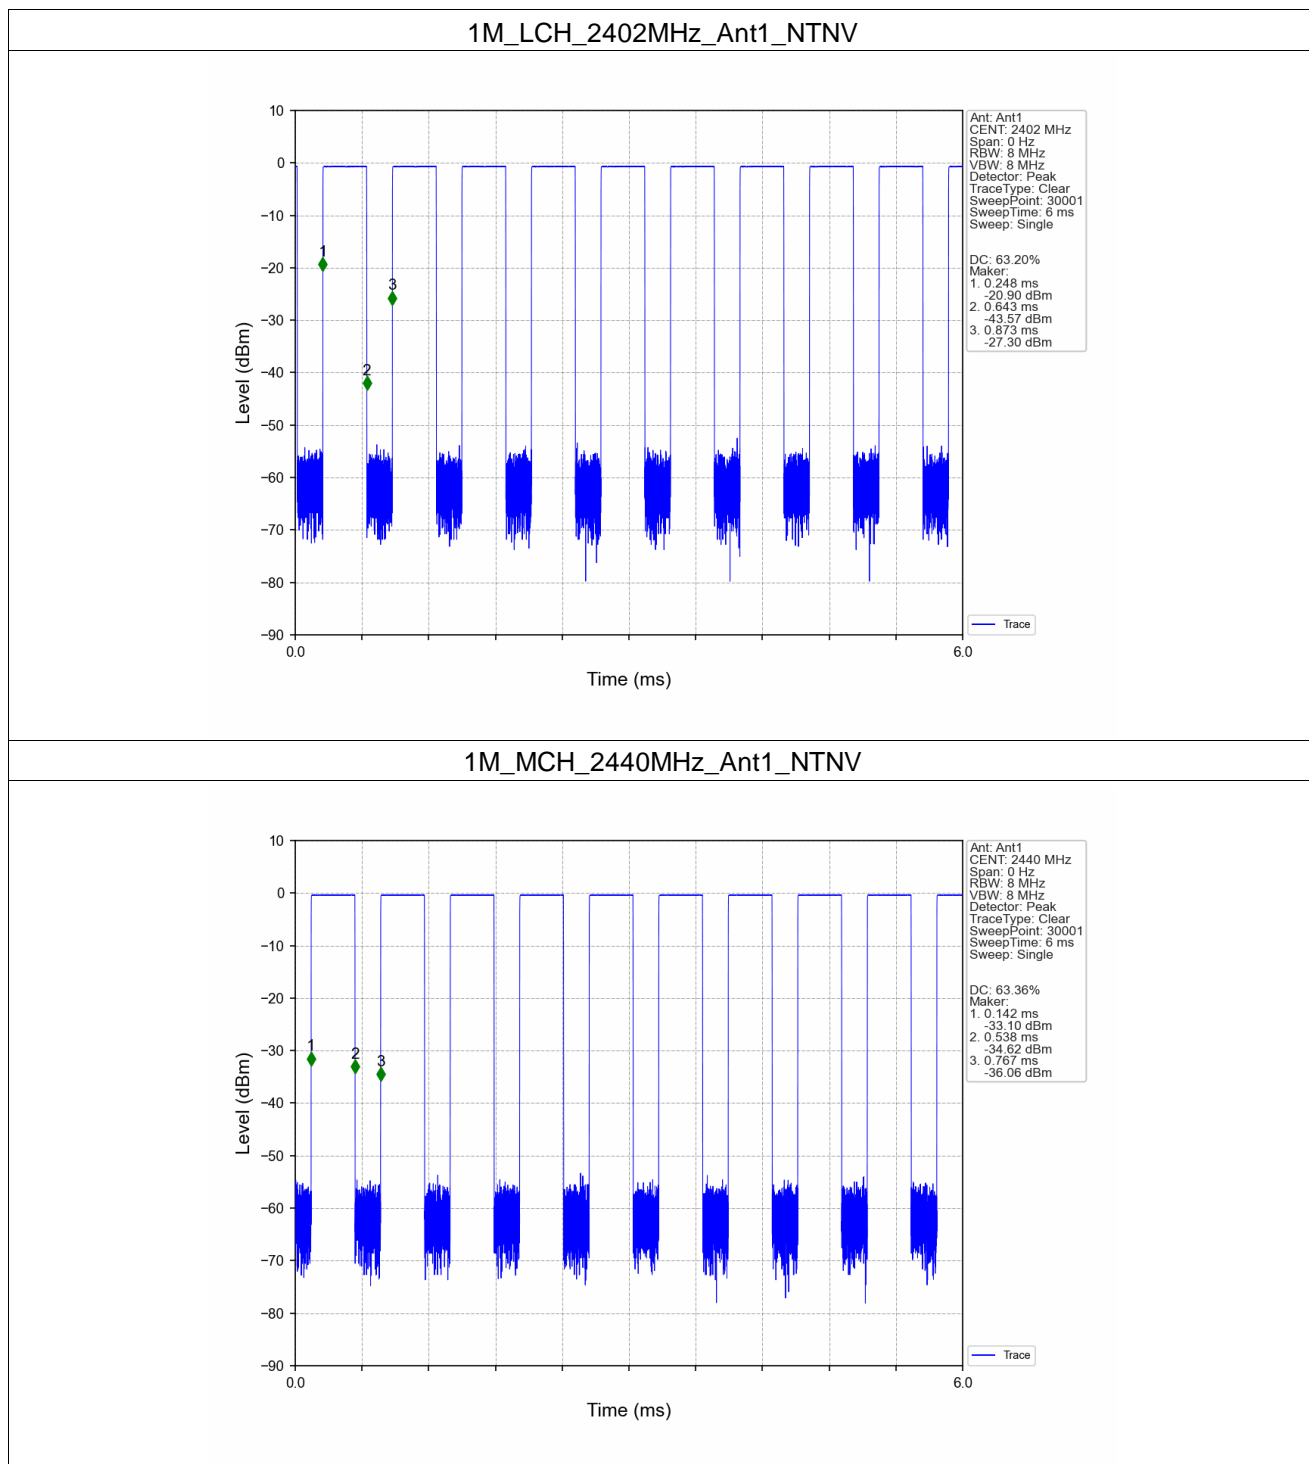 1M_LCH_2402MHz_Ant1_NTNV
10
0
−10
−20
−30
−40
−50
−60
−70
−80
−90
Level (dBm)
1
2
3
0.0
6.0
Time (ms)
Ant: Ant1
CENT: 2402 MHz
Span: 0 Hz
RBW: 8 MHz
VBW: 8 MHz
Detector: Peak
TraceType: Clear
SweepPoint: 30001
SweepTime: 6 ms
Sweep: Single
DC: 63.20%
Maker:
1. 0.248 ms
-20.90 dBm
2. 0.643 ms
-43.57 dBm
3. 0.873 ms
-27.30 dBm
Trace
1M_MCH_2440MHz_Ant1_NTNV
10
0
−10
−20
−30
−40
−50
−60
−70
−80
−90
Level (dBm)
1
2
3
0.0
6.0
Time (ms)
Ant: Ant1
CENT: 2440 MHz
Span: 0 Hz
RBW: 8 MHz
VBW: 8 MHz
Detector: Peak
TraceType: Clear
SweepPoint: 30001
SweepTime: 6 ms
Sweep: Single
DC: 63.36%
Maker:
1. 0.142 ms
-33.10 dBm
2. 0.538 ms
-34.62 dBm
3. 0.767 ms
-36.06 dBm
Trace